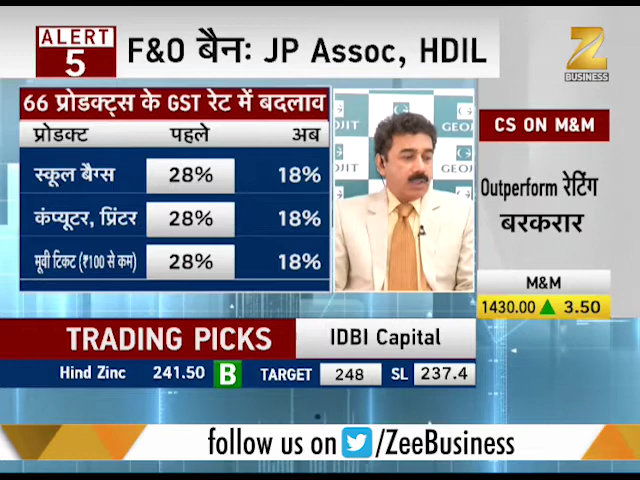 ALERT 5
F&O बैनः JP Assoc, HDIL
Z
BUSINESS
66 प्रोडक्ट्स के GST रेट में बदलाव
प्रोडक्ट पहले अब
स्कूल बैग्स 28% 18%
कंप्यूटर, प्रिंटर 28% 18%
मूवी टिकट (₹100 से कम) 28% 18%
GEOJIT
CS ON M&M
Outperform रेटिंग
बरकरार
M&M
1430.00 ▲ 3.50
TRADING PICKS IDBI Capital
Hind Zinc 241.50 B TARGET 248 SL 237.4
follow us on /ZeeBusiness